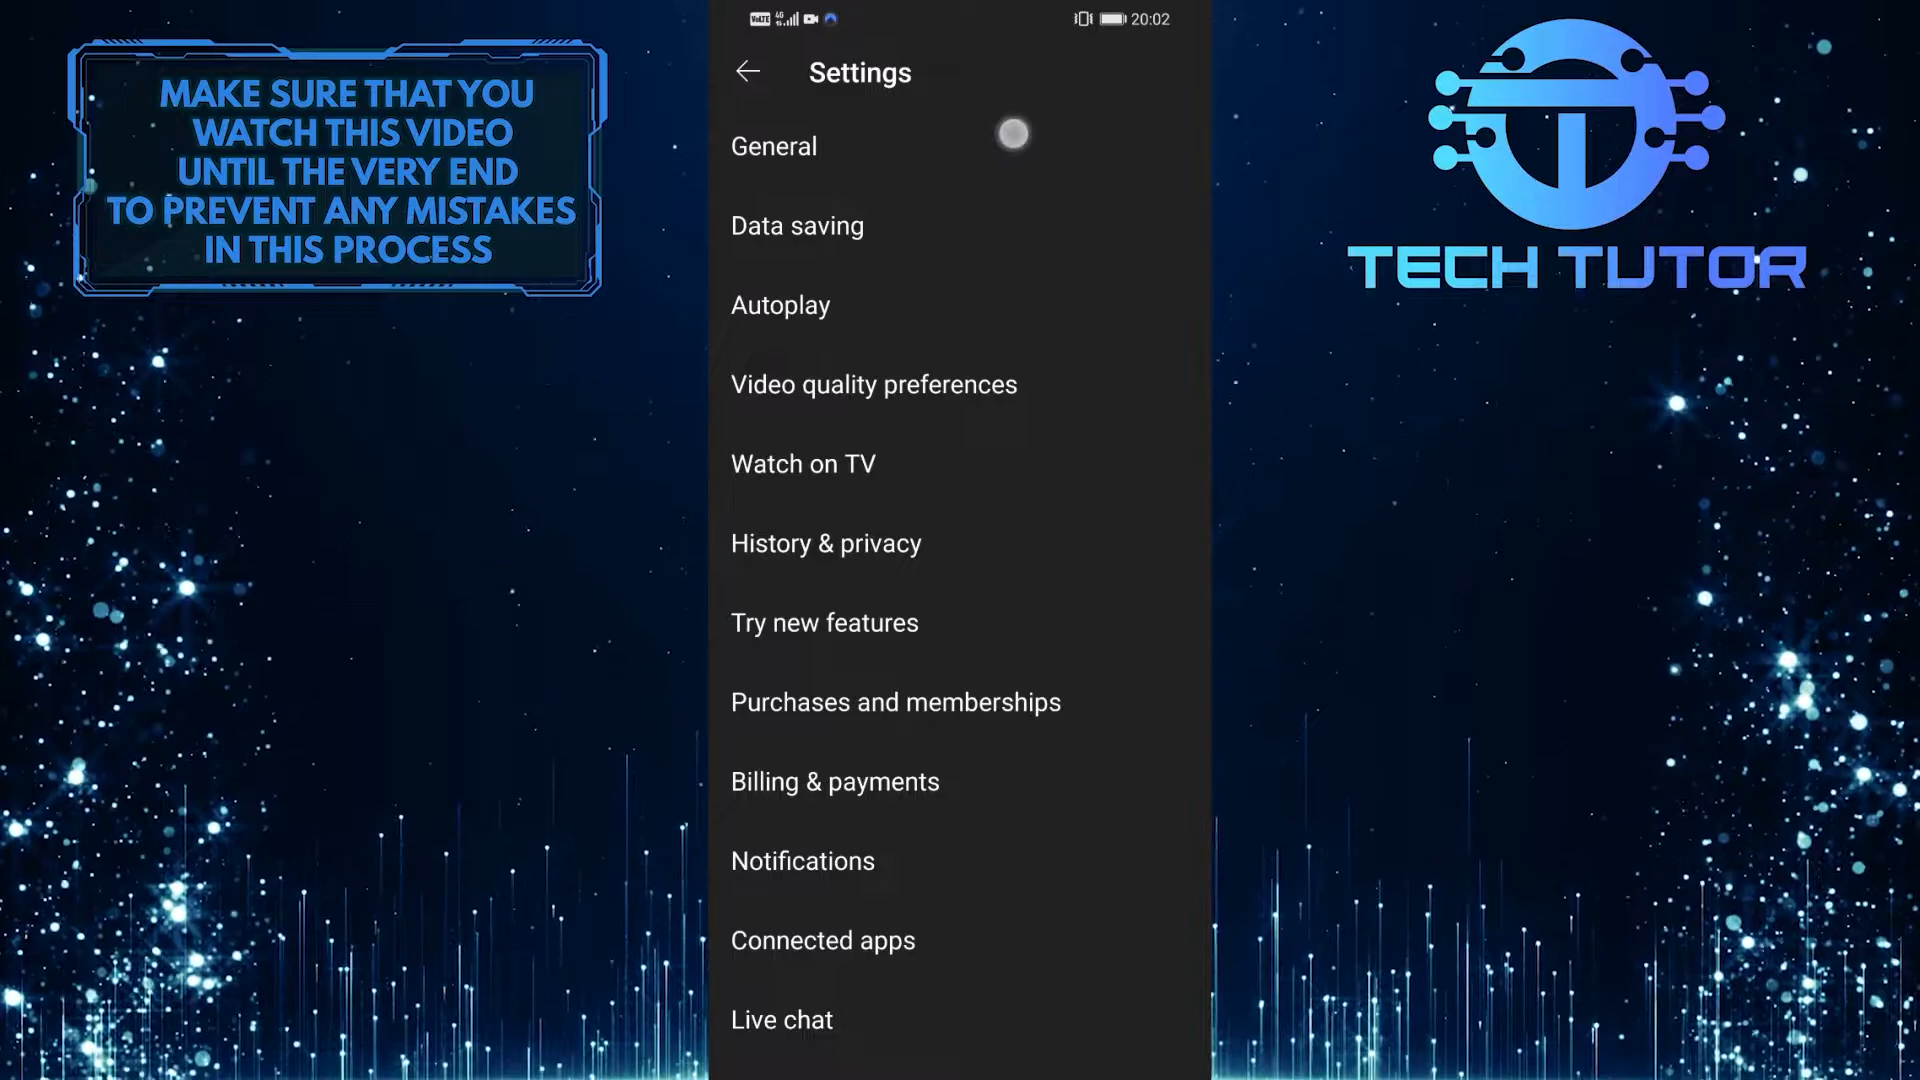 MAKE SURE THAT YOU
WATCH THIS VIDEO
UNTIL THE VERY END
TO PREVENT ANY MISTAKES
IN THIS PROCESS
VoLTE 4G 20:02
Settings
General
Data saving
Autoplay
Video quality preferences
Watch on TV
History & privacy
Try new features
Purchases and memberships
Billing & payments
Notifications
Connected apps
Live chat
TECH TUTOR